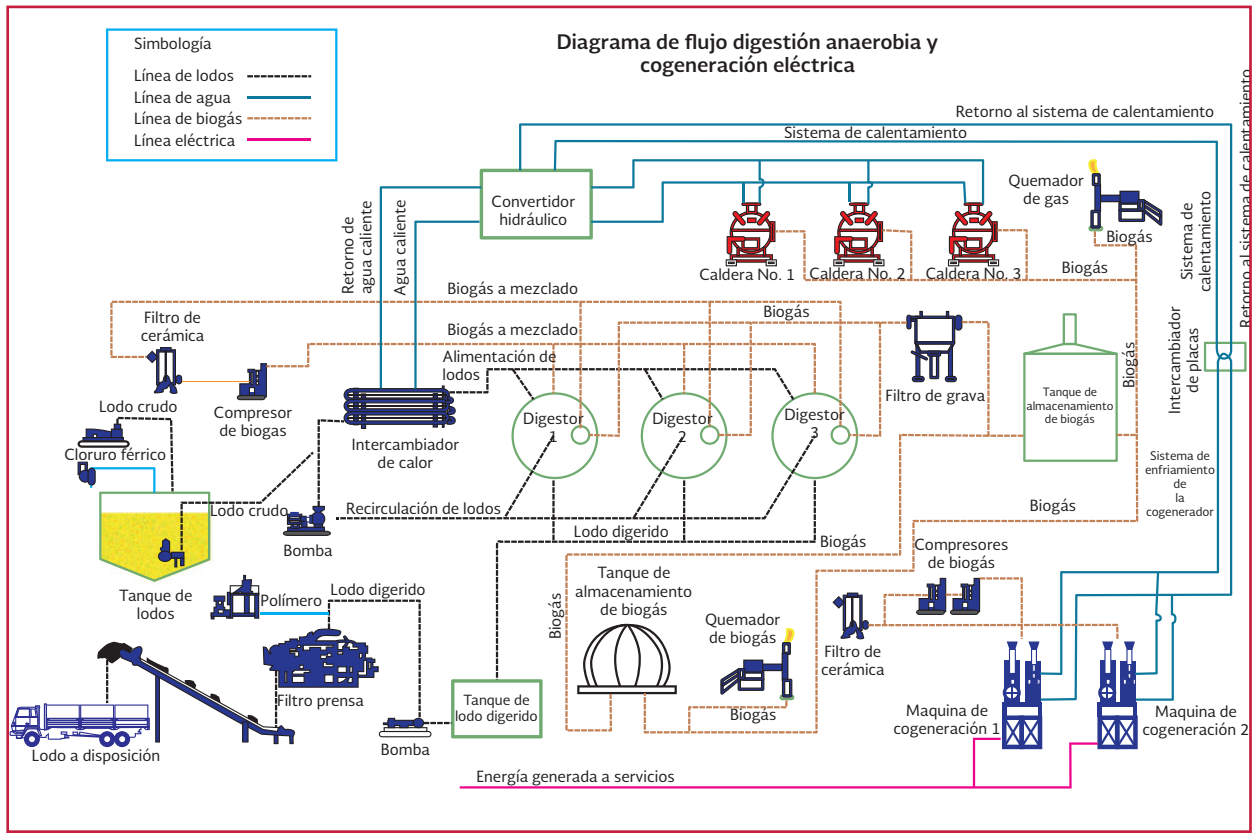 Simbología
Línea de lodos
Línea de agua
Línea de biogás
Línea eléctrica
Diagrama de flujo digestión anaerobia y
cogeneración eléctrica
Retorno al sistema de calentamiento
Sistema de calentamiento
Retorno al sistema de calentamiento
Sistema de
calentamiento
Convertidor
hidráulico
Retorno de
agua caliente
Agua caliente
Quemador
de gas
Biogás
Caldera No. 1
Caldera No. 2
Caldera No. 3
Biogás
Biogás a mezclado
Filtro de
cerámica
Biogás a mezclado
Biogás
Alimentación de
lodos
Biogás
Intercambiador
de placas
Compresor
de biogas
Intercambiador
de calor
Digestor
1
Digestor
2
Digestor
3
Filtro de grava
Tanque de
almacenamiento
de biogás
Lodo crudo
Cloruro férrico
Lodo crudo
Tanque de
lodos
Bomba
Recirculación de lodos
Lodo digerido
Biogás
Biogás
Sistema de
enfriamiento
de
la
cogenerador
Compresores
de biogás
Polímero
Lodo digerido
Filtro prensa
Lodo a disposición
Bomba
Tanque de
lodo digerido
Biogás
Tanque de
almacenamiento
de biogás
Quemador
de biogás
Biogás
Filtro de
cerámica
Maquina de
cogeneración 1
Maquina de
cogeneración 2
Energía generada a servicios